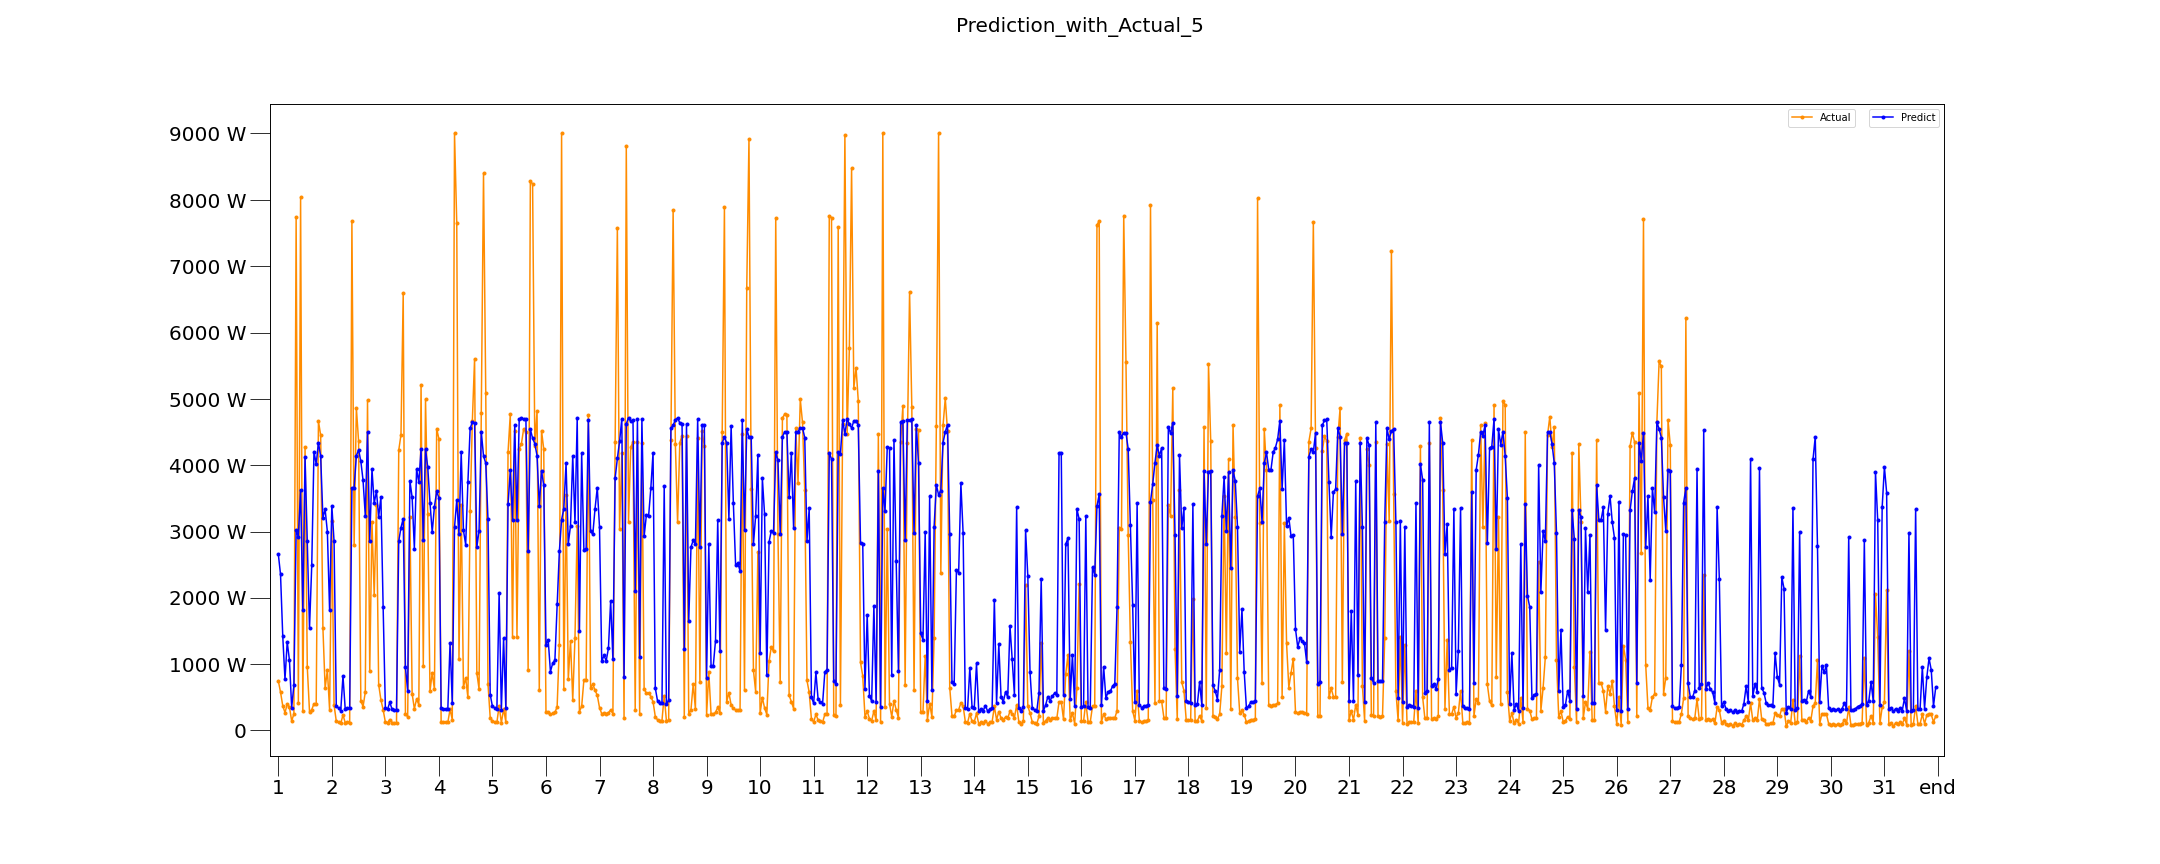 Prediction_with_Actual_5
Actual Predict
9000 W
8000 W
7000 W
6000 W
5000 W
4000 W
3000 W
2000 W
1000 W
0
1 2 3 4 5 6 7 8 9 10 11 12 13 14 15 16 17 18 19 20 21 22 23 24 25 26 27 28 29 30 31 end